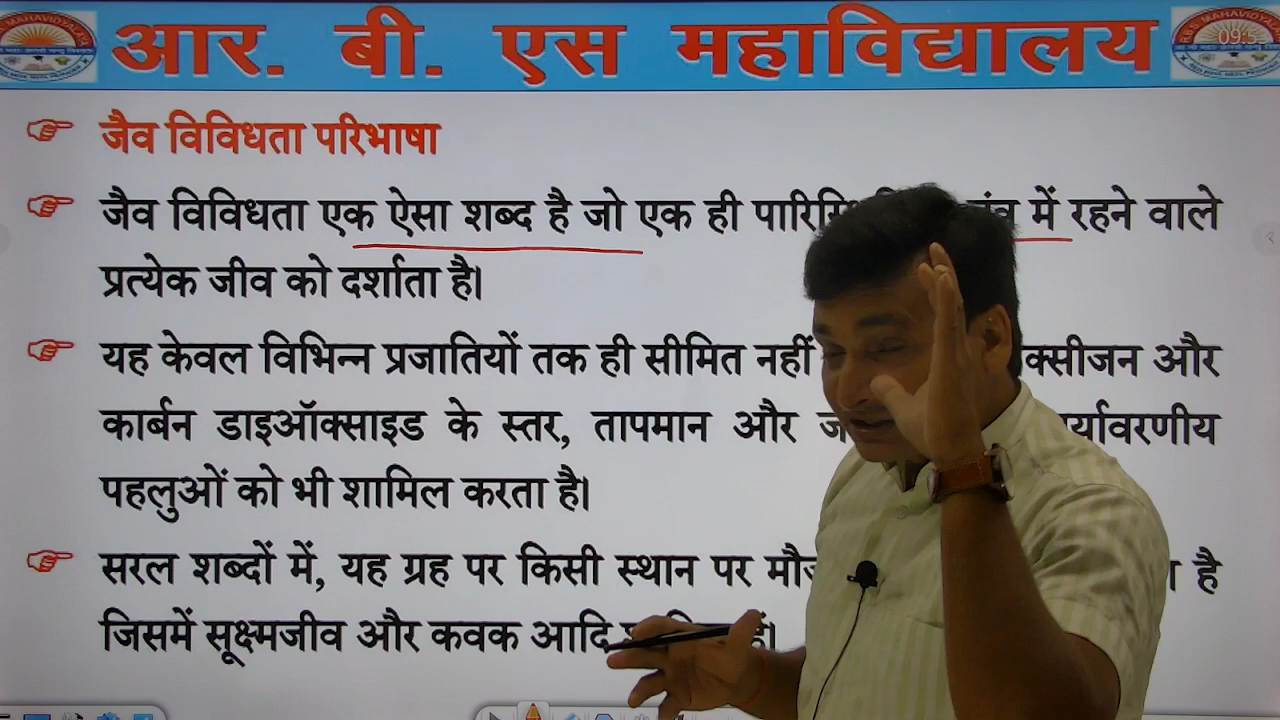 आर. बी. एस महाविद्यालय
09:5
जैव विविधता परिभाषा
जैव विविधता एक ऐसा शब्द है जो एक ही में रहने वाले
प्रत्येक जीव को दर्शाता है।
यह केवल विभिन्न प्रजातियों तक ही सीमित नहीं और
कार्बन डाइऑक्साइड के स्तर, तापमान और
पहलुओं को भी शामिल करता है।
सरल शब्दों में, यह ग्रह पर किसी स्थान पर है
जिसमें सूक्ष्मजीव और कवक आदि